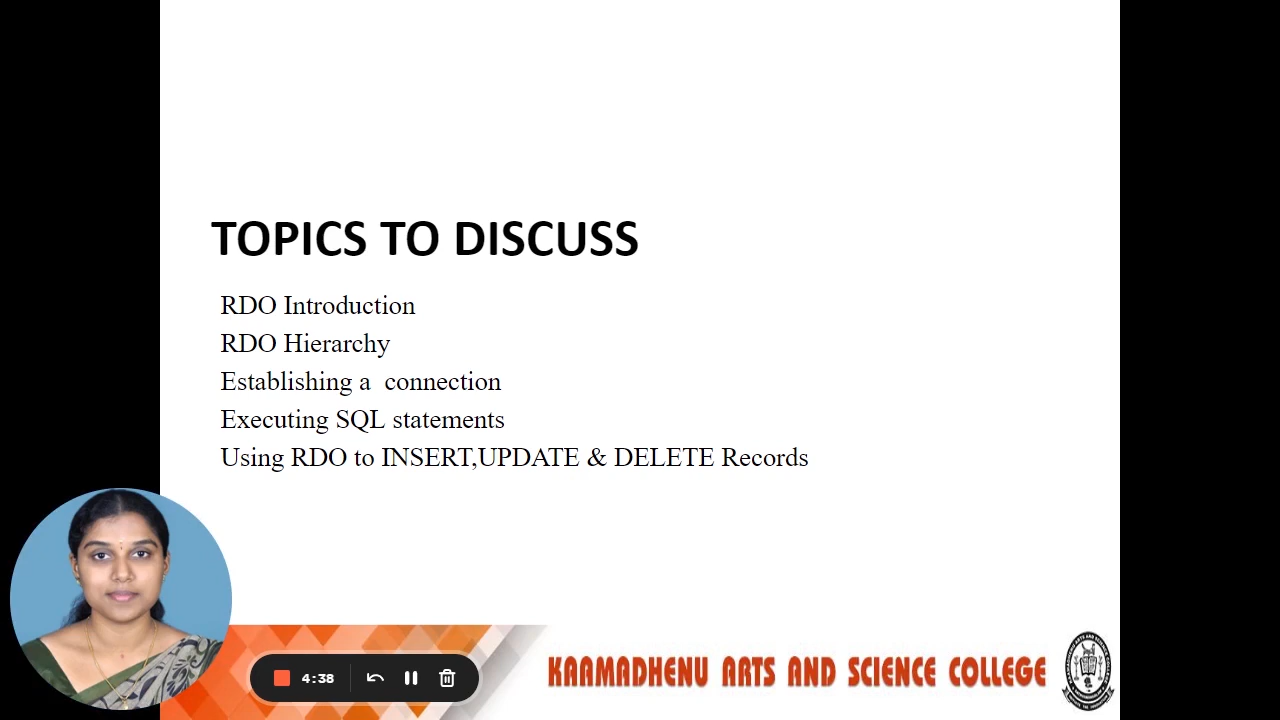 TOPICS TO DISCUSS
RDO Introduction
RDO Hierarchy
Establishing a  connection
Executing SQL statements
Using RDO to INSERT,UPDATE & DELETE Records
4:38
KAAMADHENU ARTS AND SCIENCE COLLEGE